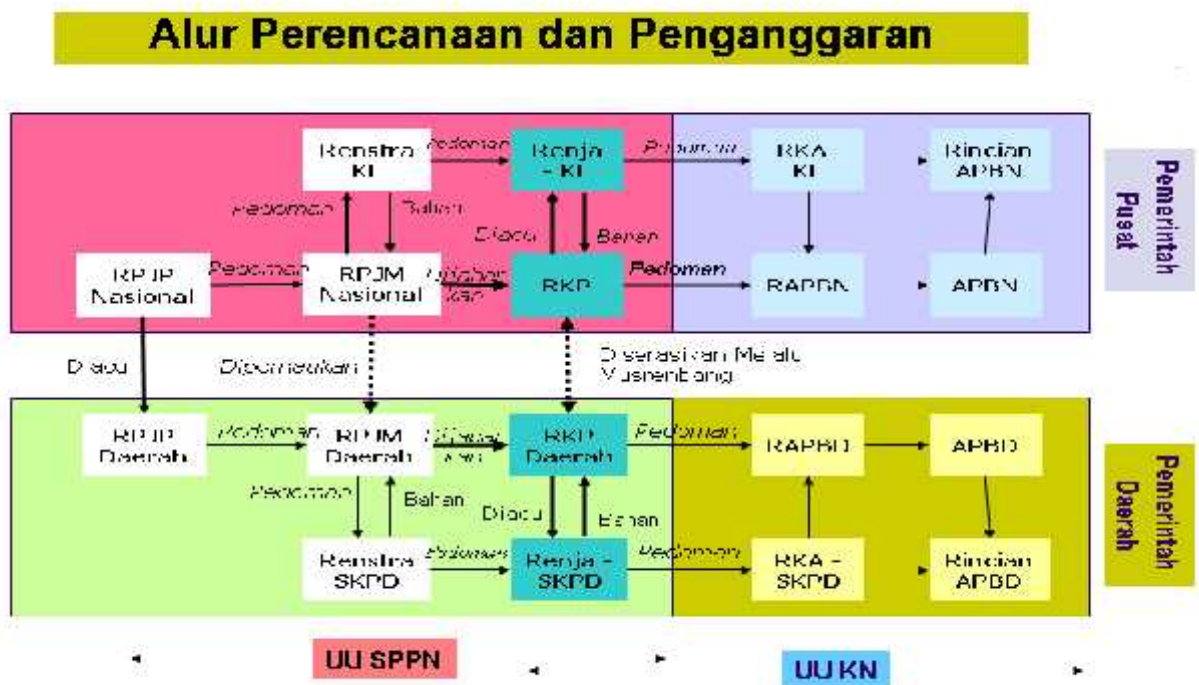 Alur Perencanaan dan Penganggaran
Renstra
KL
Pedoman
Renja
- KL
Pedoman
RKA
KL
Rincian
APBN
Pedoman
Bahan
Diacu
Bahan
RPJP
Nasional
Pedoman
RPJM
Nasional
kan
RKP
Pedoman
RAPBN
APBN
Pemerintah
Pusat
Diacu
Diserasikan Melalui
Musrenbang
RPJP
Daerah
Pedoman
RPJM
Daerah
kan
RKP
Daerah
Pedoman
RAPBD
APBD
Pedoman
Bahan
Diacu
Bahan
Renstra
SKPD
Pedoman
Renja -
SKPD
Pedoman
RKA -
SKPD
Rincian
APBD
Pemerintah
Daerah
UU SPPN
UU KN